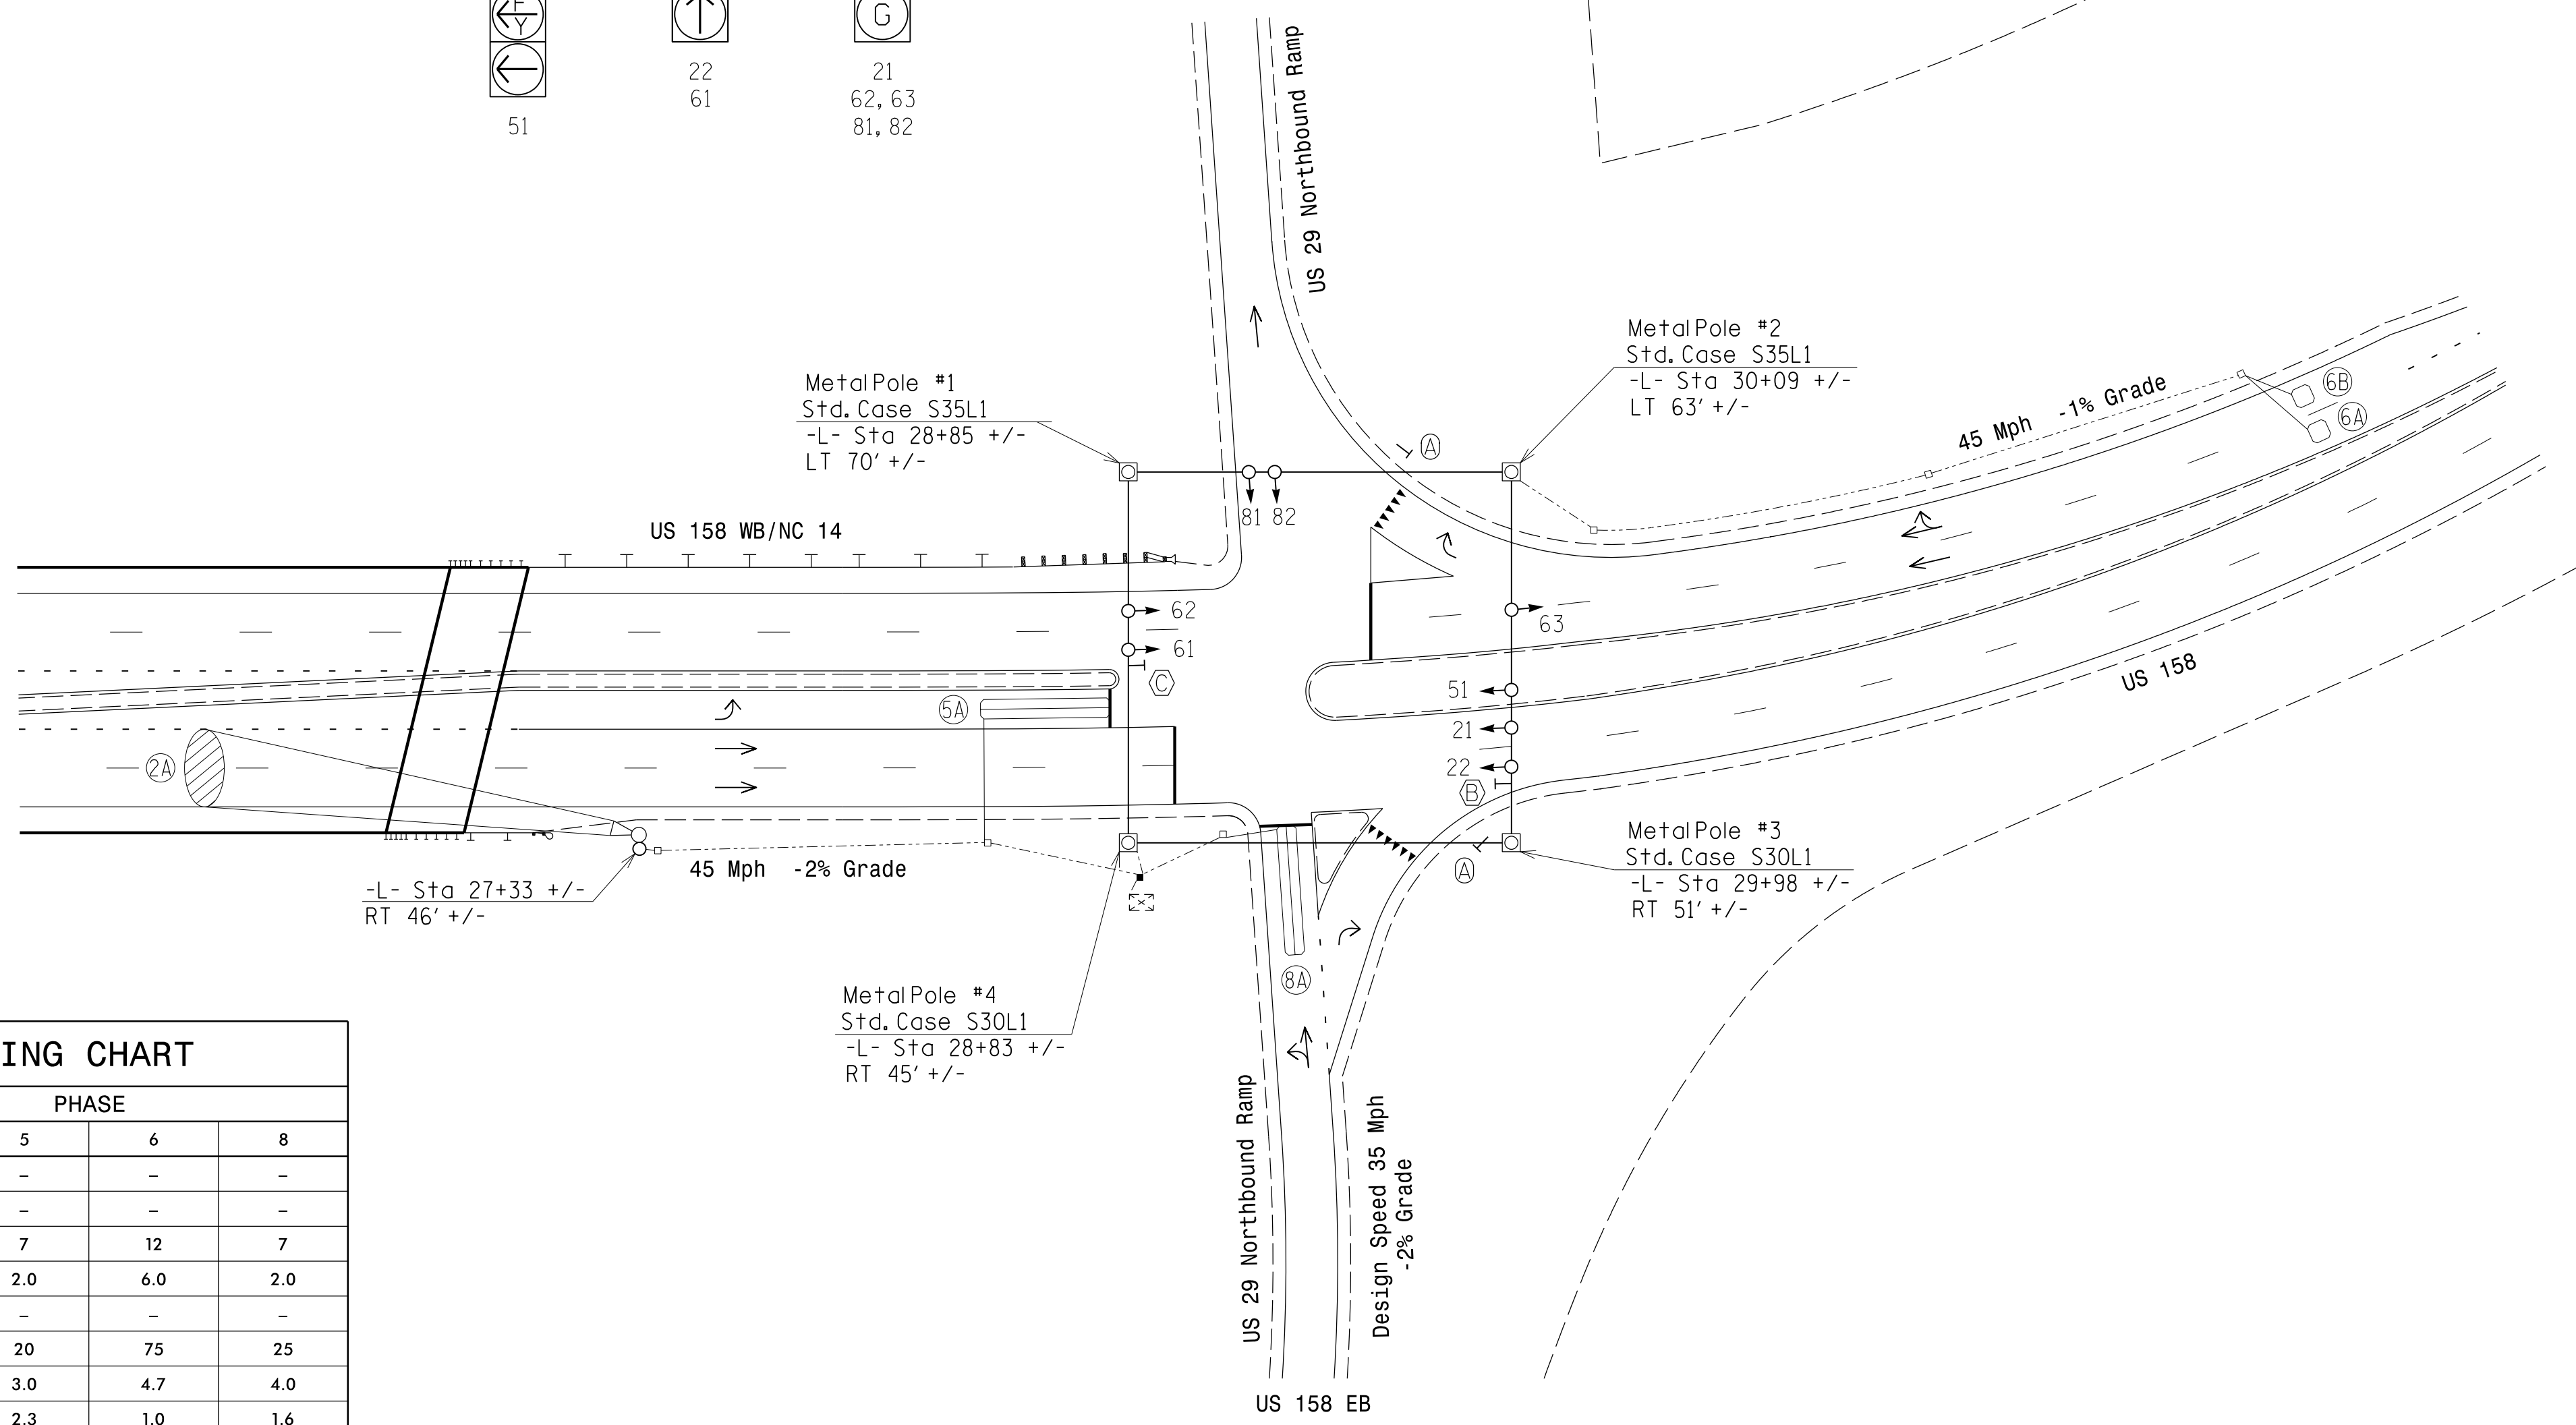 F
Y
G
51
22
61
21
62, 63
81, 82
US 29 Northbound Ramp
Metal Pole #1
Std. Case S35L1
-L- Sta 28+85 +/-
LT 70' +/-
Metal Pole #2
Std. Case S35L1
-L- Sta 30+09 +/-
LT 63' +/-
45 Mph -1% Grade
6B
6A
A
81 82
US 158 WB/NC 14
62
61
63
C
5A
51
21
22
B
2A
US 158
45 Mph -2% Grade
-L- Sta 27+33 +/-
RT 46' +/-
A
Metal Pole #3
Std. Case S30L1
-L- Sta 29+98 +/-
RT 51' +/-
X
8A
Metal Pole #4
Std. Case S30L1
-L- Sta 28+83 +/-
RT 45' +/-
US 29 Northbound Ramp
Design Speed 35 Mph
-2% Grade
US 158 EB
ING CHART
PHASE
5 6 8
– – –
– – –
7 12 7
2.0 6.0 2.0
– – –
20 75 25
3.0 4.7 4.0
2.3 1.0 1.6